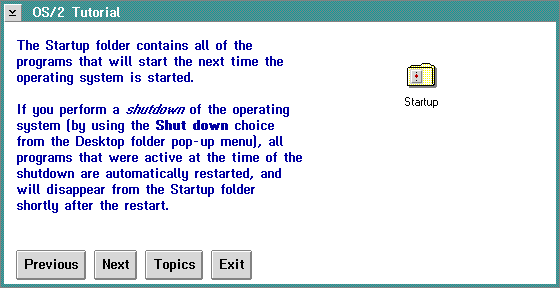 OS/2 Tutorial
The Startup folder contains all of the
programs that will start the next time the
operating system is started.
If you perform a shutdown of the operating
system (by using the Shut down choice
from the Desktop folder pop-up menu), all
programs that were active at the time of the
shutdown are automatically restarted, and
will disappear from the Startup folder
shortly after the restart.
Startup
Previous
Next
Topics
Exit